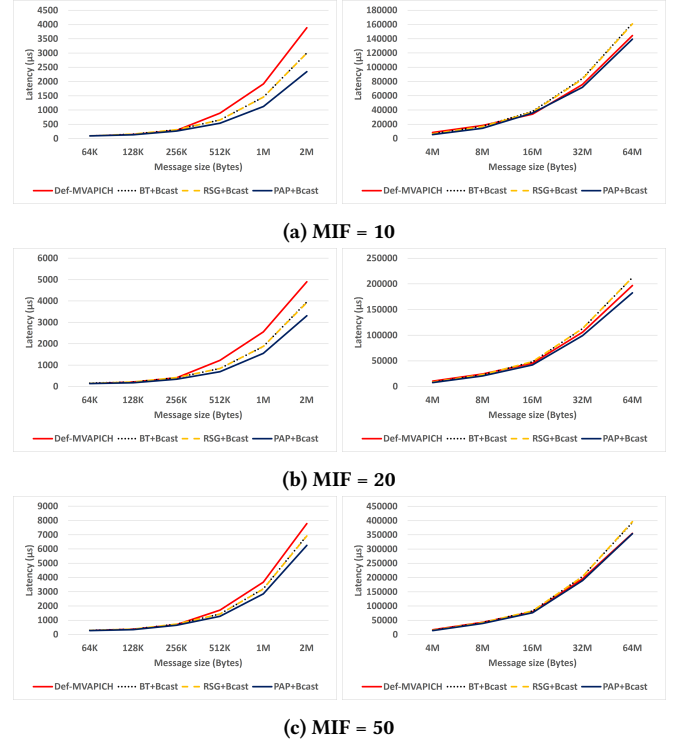 4500
4000
3500
3000
2500
2000
1500
1000
500
0
Latency (μs)
64K 128K 256K 512K 1M 2M
Message size (Bytes)
Def-MVAPICH BT+Bcast RSG+Bcast PAP+Bcast
180000
160000
140000
120000
100000
80000
60000
40000
20000
0
Latency (μs)
4M 8M 16M 32M 64M
Message size (Bytes)
Def-MVAPICH BT+Bcast RSG+Bcast PAP+Bcast
(a) MIF = 10
6000
5000
4000
3000
2000
1000
0
Latency (μs)
64K 128K 256K 512K 1M 2M
Message size (Bytes)
Def-MVAPICH BT+Bcast RSG+Bcast PAP+Bcast
250000
200000
150000
100000
50000
0
Latency (μs)
4M 8M 16M 32M 64M
Message size (Bytes)
Def-MVAPICH BT+Bcast RSG+Bcast PAP+Bcast
(b) MIF = 20
9000
8000
7000
6000
5000
4000
3000
2000
1000
0
Latency (μs)
64K 128K 256K 512K 1M 2M
Message size (Bytes)
Def-MVAPICH BT+Bcast RSG+Bcast PAP+Bcast
450000
400000
350000
300000
250000
200000
150000
100000
50000
0
Latency (μs)
4M 8M 16M 32M 64M
Message size (Bytes)
Def-MVAPICH BT+Bcast RSG+Bcast PAP+Bcast
(c) MIF = 50